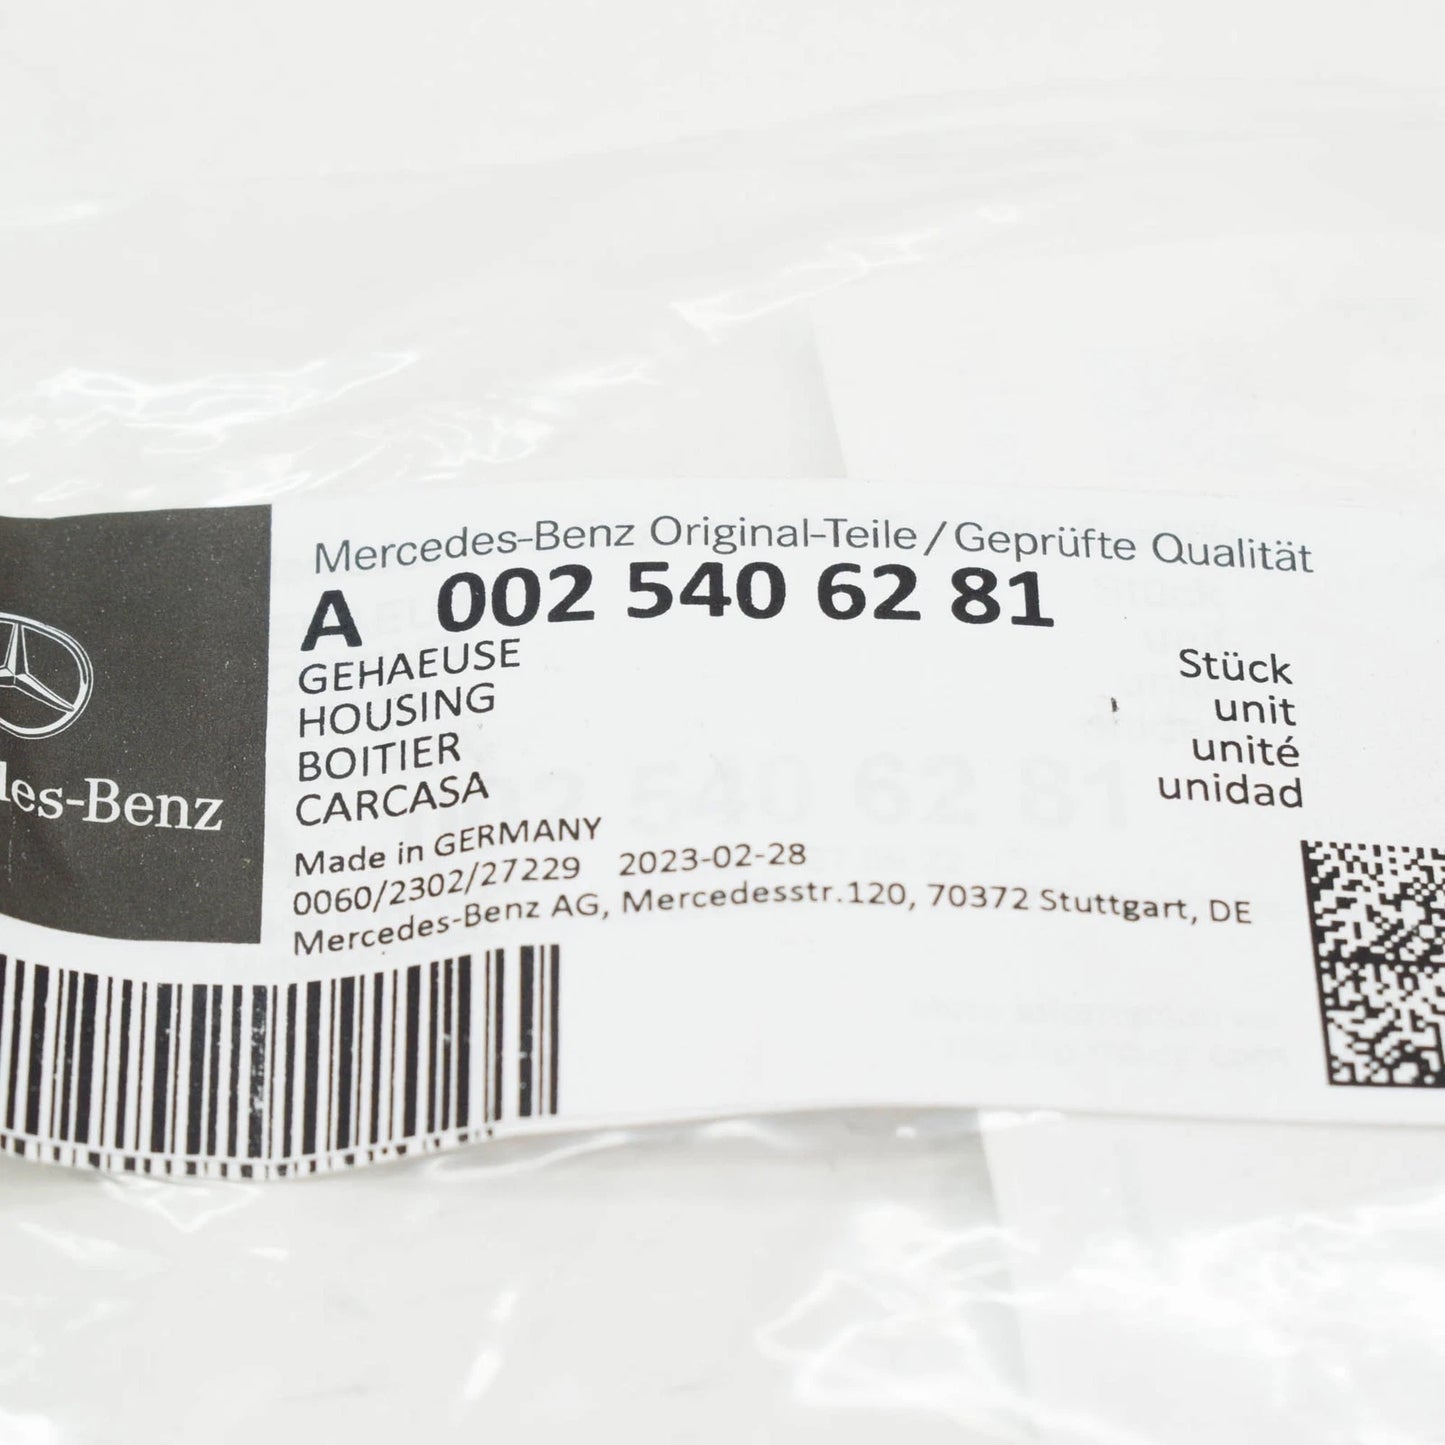 Mercedes-Benz Original-Teile / Geprüfte Qualität
A 002 540 62 81
GEHAEUSE
HOUSING
BOITIER
CARCASA
Stück
unit
unité
unidad
des-Benz
Made in GERMANY
0060/2302/27229 2023-02-28
Mercedes-Benz AG, Mercedesstr.120, 70372 Stuttgart, DE